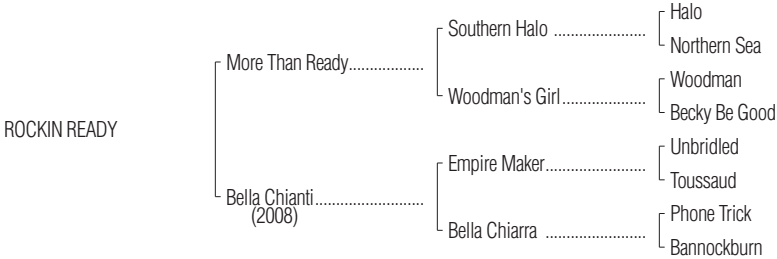 Halo
Southern Halo ......................
Northern Sea
More Than Ready..................
Woodman
Woodman's Girl....................
Becky Be Good
ROCKIN READY
Unbridled
Empire Maker........................
Toussaud
Bella Chianti..........................
(2008)
Phone Trick
Bella Chiarra ........................
Bannockburn